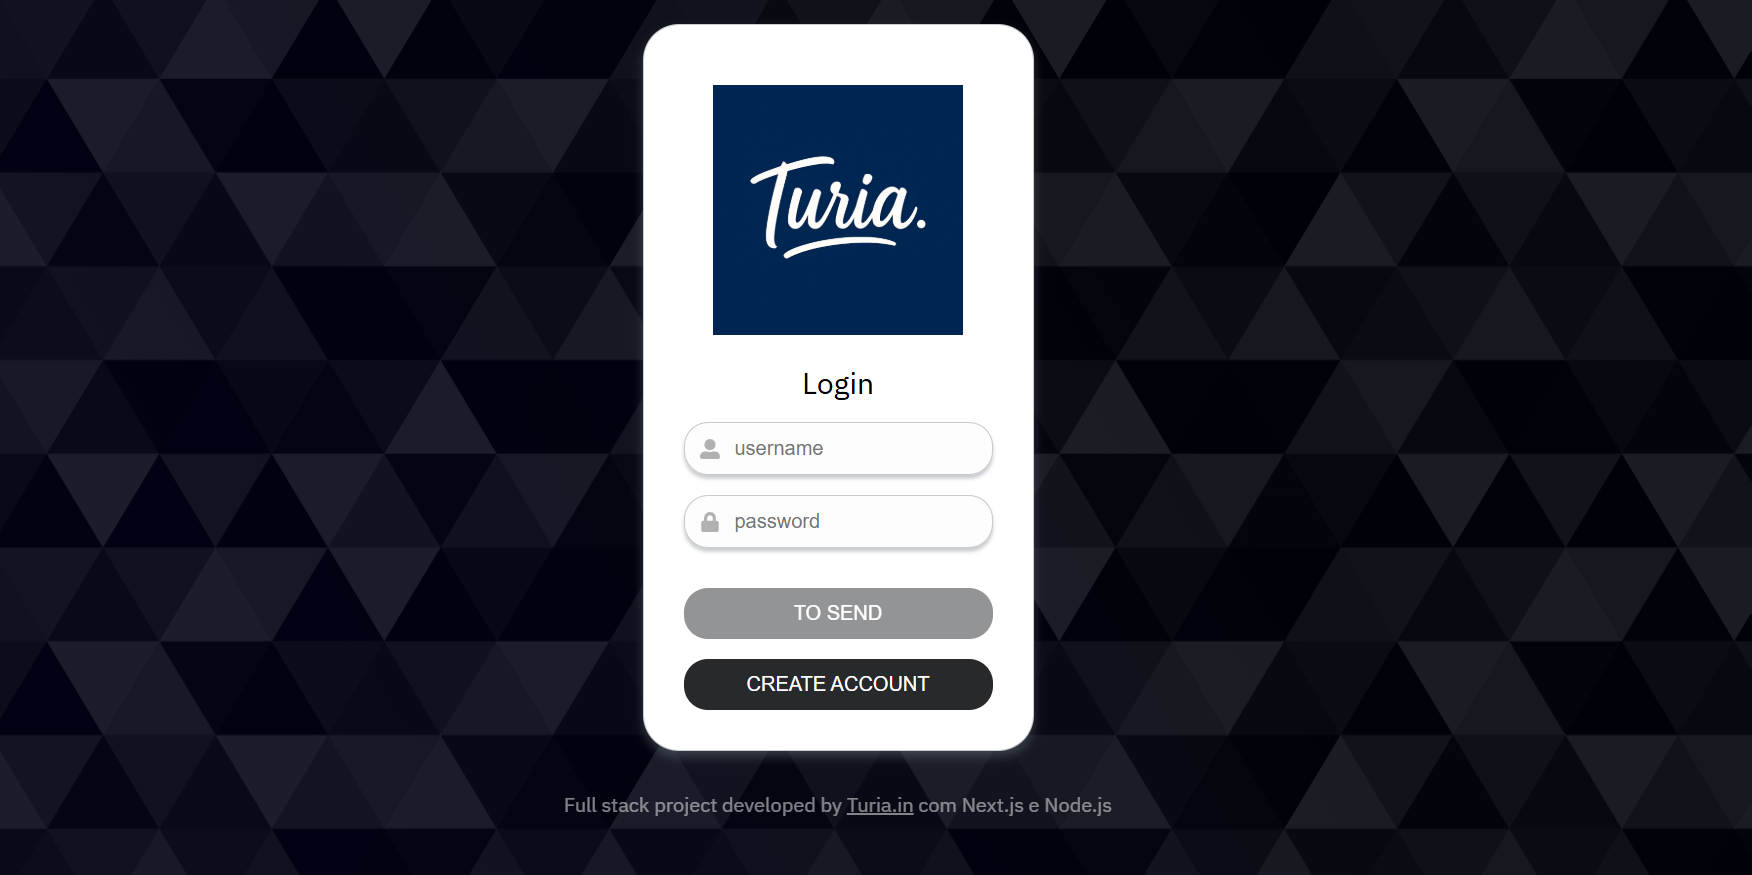 Turia.
Login
username
password
TO SEND
CREATE ACCOUNT
Full stack project developed by Turia.in com Next.js e Node.js